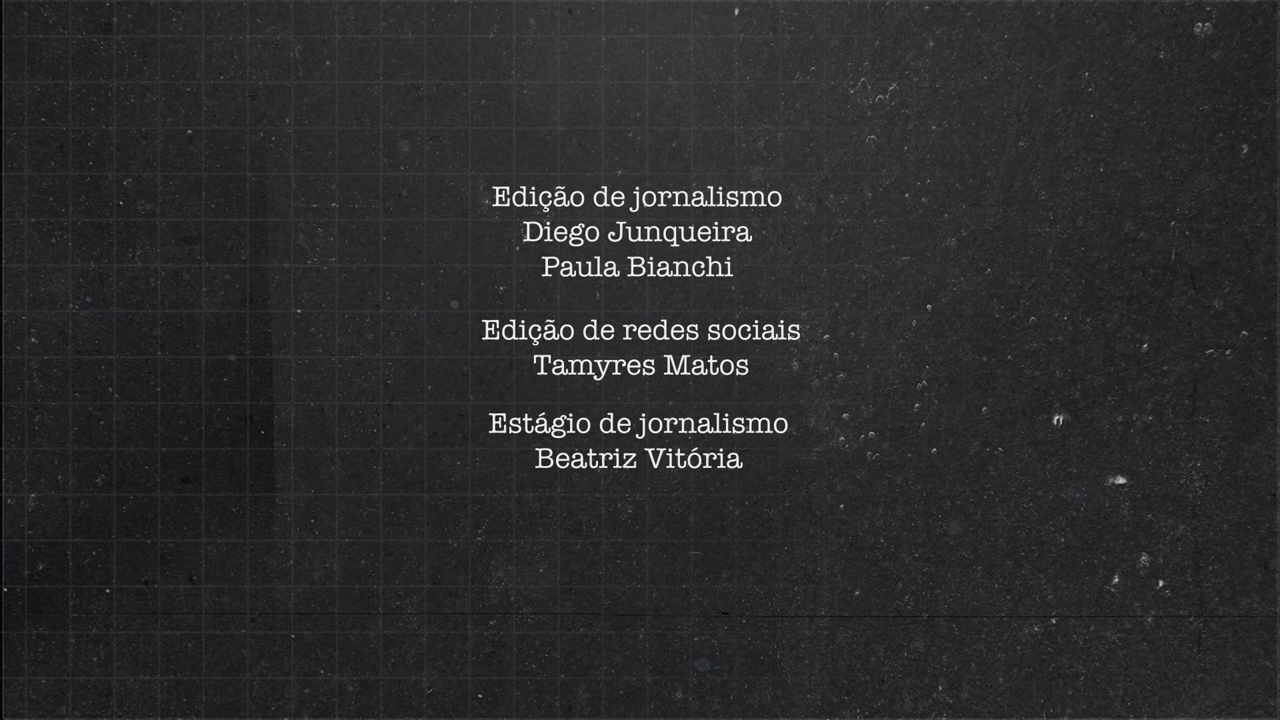 Edição de jornalismo
Diego Junqueira
Paula Bianchi
Edição de redes sociais
Tamyres Matos
Estágio de jornalismo
Beatriz Vitória